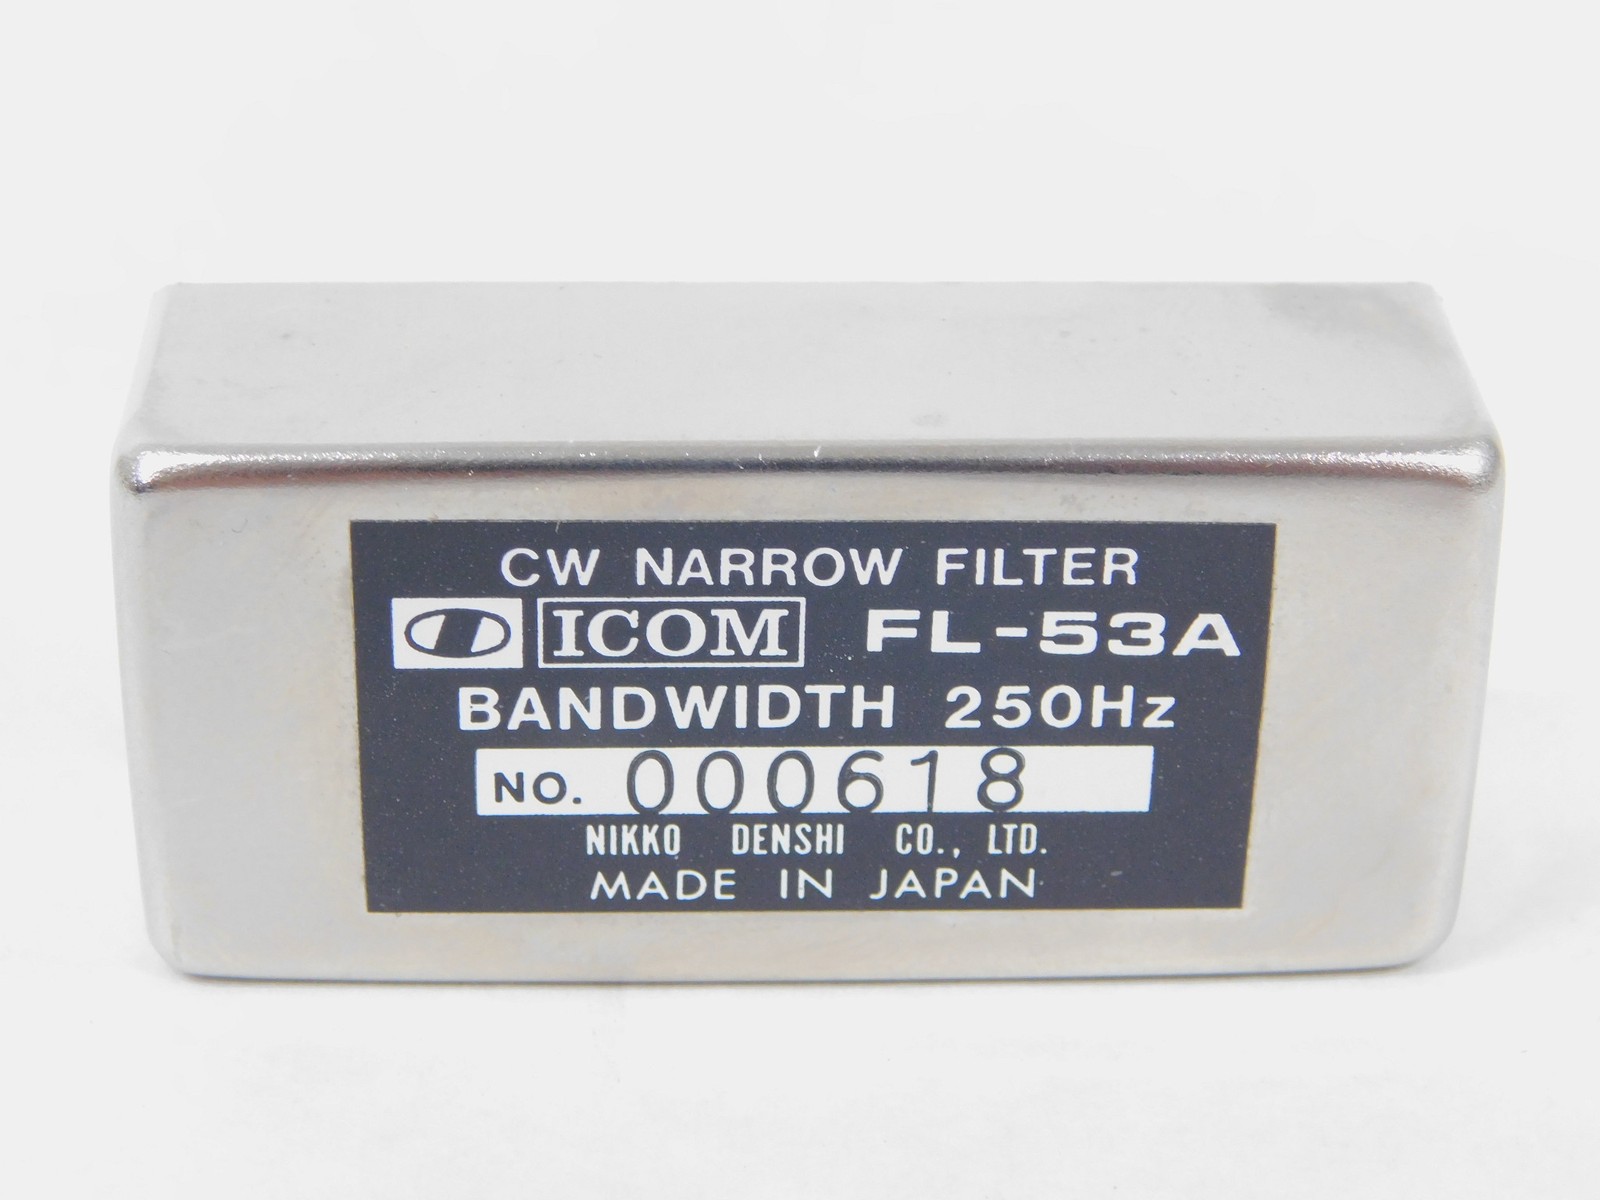 CW NARROW FILTER
ICOM FL-53A
BANDWIDTH 250Hz
NO. 000618
NIKKO DENSHI CO., LTD.
MADE IN JAPAN